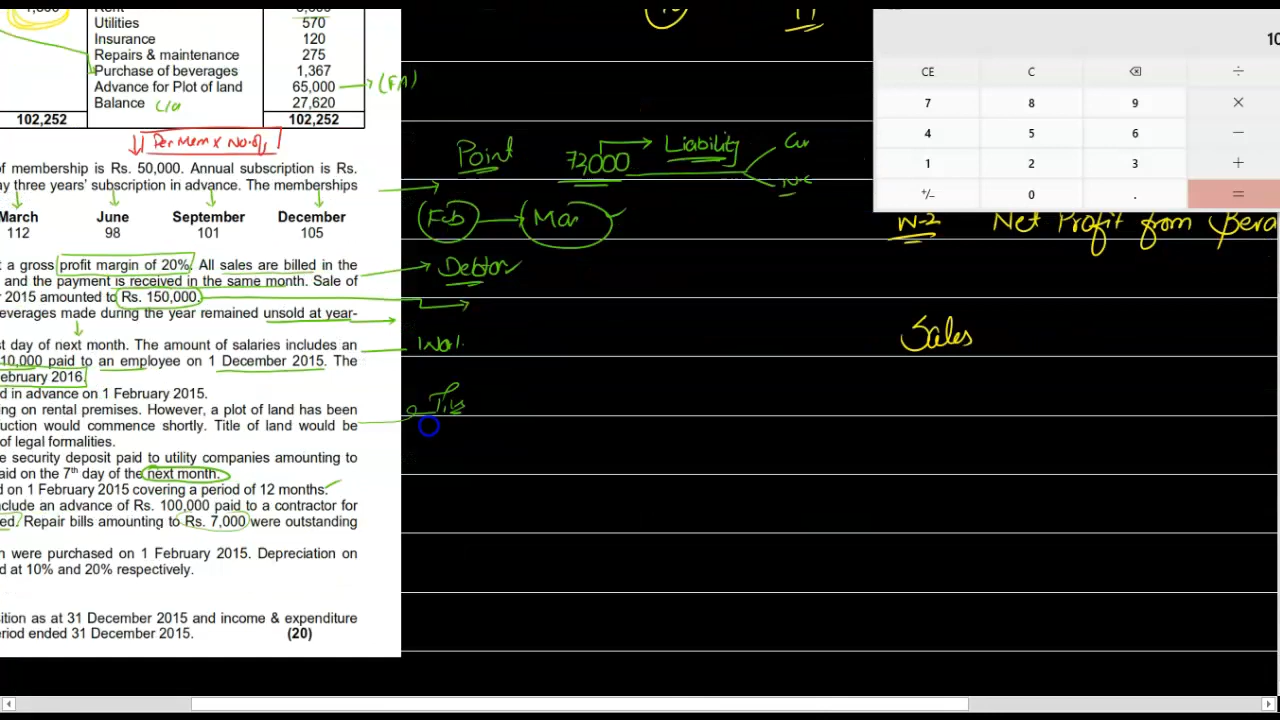 Utilities 570
Insurance 120
Repairs & maintenance 275
Purchase of beverages 1,367
Advance for Plot of land 65,000 (FA)
Balance c/d 27,620
102,252 102,252
Per Mem x No. of
of membership is Rs. 50,000. Annual subscription is Rs.
ay three years' subscription in advance. The memberships
March June September December
112 98 101 105
t a gross profit margin of 20%. All sales are billed in the
and the payment is received in the same month. Sale of
r 2015 amounted to Rs. 150,000.
everages made during the year remained unsold at year-
st day of next month. The amount of salaries includes an
10,000 paid to an employee on 1 December 2015. The
ebruary 2016.
d in advance on 1 February 2015.
ng on rental premises. However, a plot of land has been
uction would commence shortly. Title of land would be
of legal formalities.
e security deposit paid to utility companies amounting to
aid on the 7th day of the next month.
d on 1 February 2015 covering a period of 12 months.
nclude an advance of Rs. 100,000 paid to a contractor for
ed. Repair bills amounting to Rs. 7,000 were outstanding
n were purchased on 1 February 2015. Depreciation on
d at 10% and 20% respectively.
sition as at 31 December 2015 and income & expenditure
eriod ended 31 December 2015. (20)
Point 72,000 Liability
Feb Mar
Debtor
Sales
W-2 Net Profit from Bera
10
CE C ⌫ ÷
7 8 9 ×
4 5 6 −
1 2 3 +
+/− 0 . =